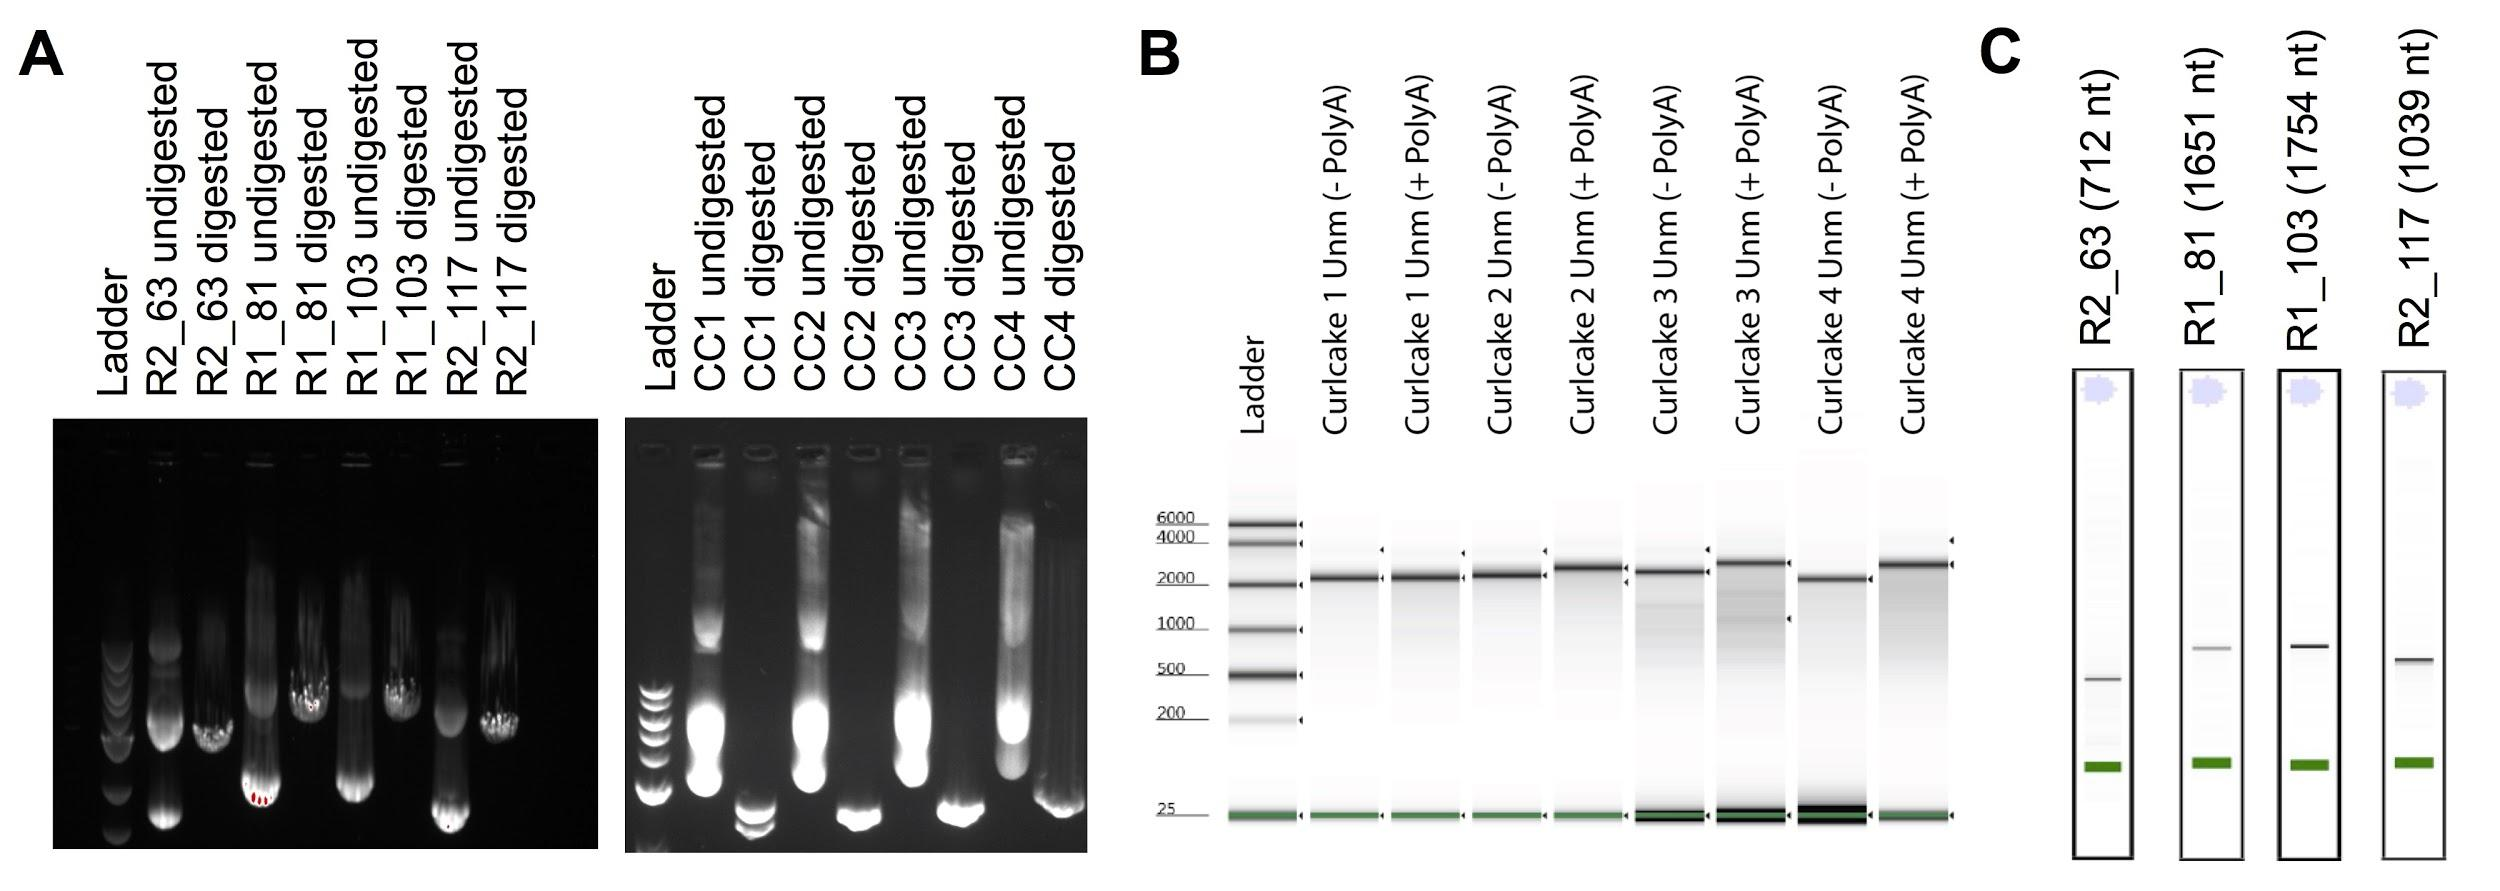 A
Ladder
R2_63 undigested
R2_63 digested
R1_81 undigested
R1_81 digested
R1_103 undigested
R1_103 digested
R2_117 undigested
R2_117 digested
Ladder
CC1 undigested
CC1 digested
CC2 undigested
CC2 digested
CC3 undigested
CC3 digested
CC4 undigested
CC4 digested
B
Ladder
Curlcake 1 Unm (- PolyA)
Curlcake 1 Unm (+ PolyA)
Curlcake 2 Unm (- PolyA)
Curlcake 2 Unm (+ PolyA)
Curlcake 3 Unm (- PolyA)
Curlcake 3 Unm (+ PolyA)
Curlcake 4 Unm (- PolyA)
Curlcake 4 Unm (+ PolyA)
6000
4000
2000
1000
500
200
25
C
R2_63 (712 nt)
R1_81 (1651 nt)
R1_103 (1754 nt)
R2_117 (1039 nt)